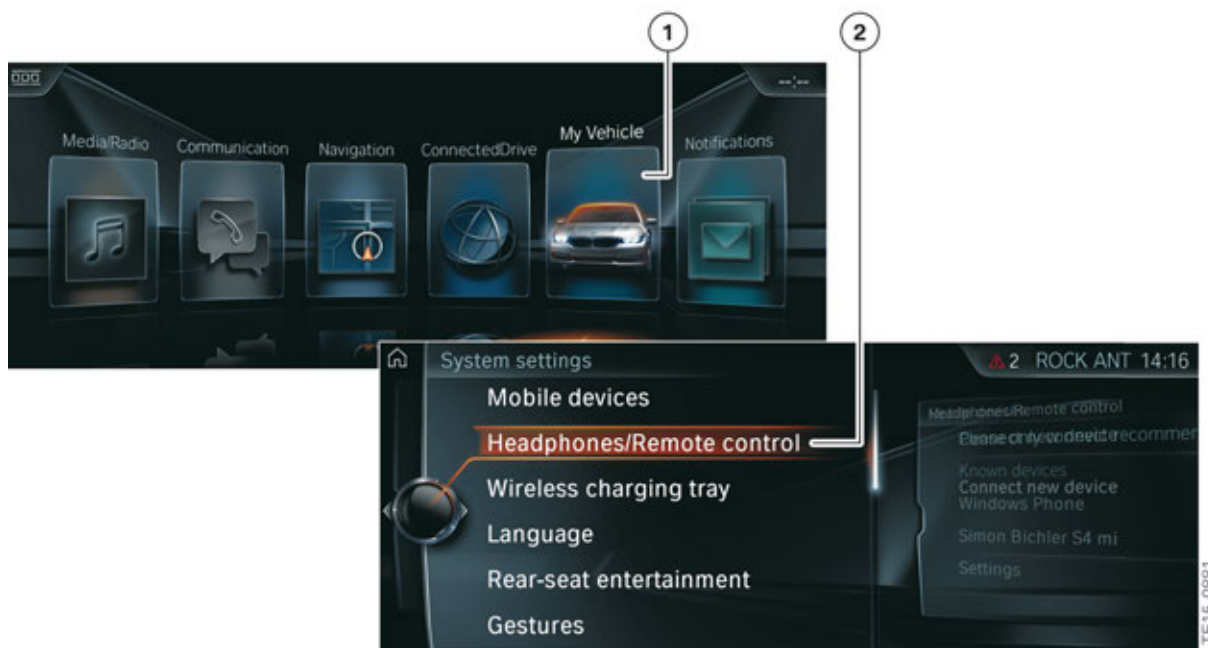 1 2
--:--
Media/Radio Communication Navigation ConnectedDrive My Vehicle Notifications
System settings
2 ROCK ANT 14:16
Mobile devices
Headphones/Remote control
Wireless charging tray
Language
Rear-seat entertainment
Gestures
Headphones/Remote control
Known devices
Connect new device
Windows Phone
Simon Bichler S4 mi
Settings
TE15-0881